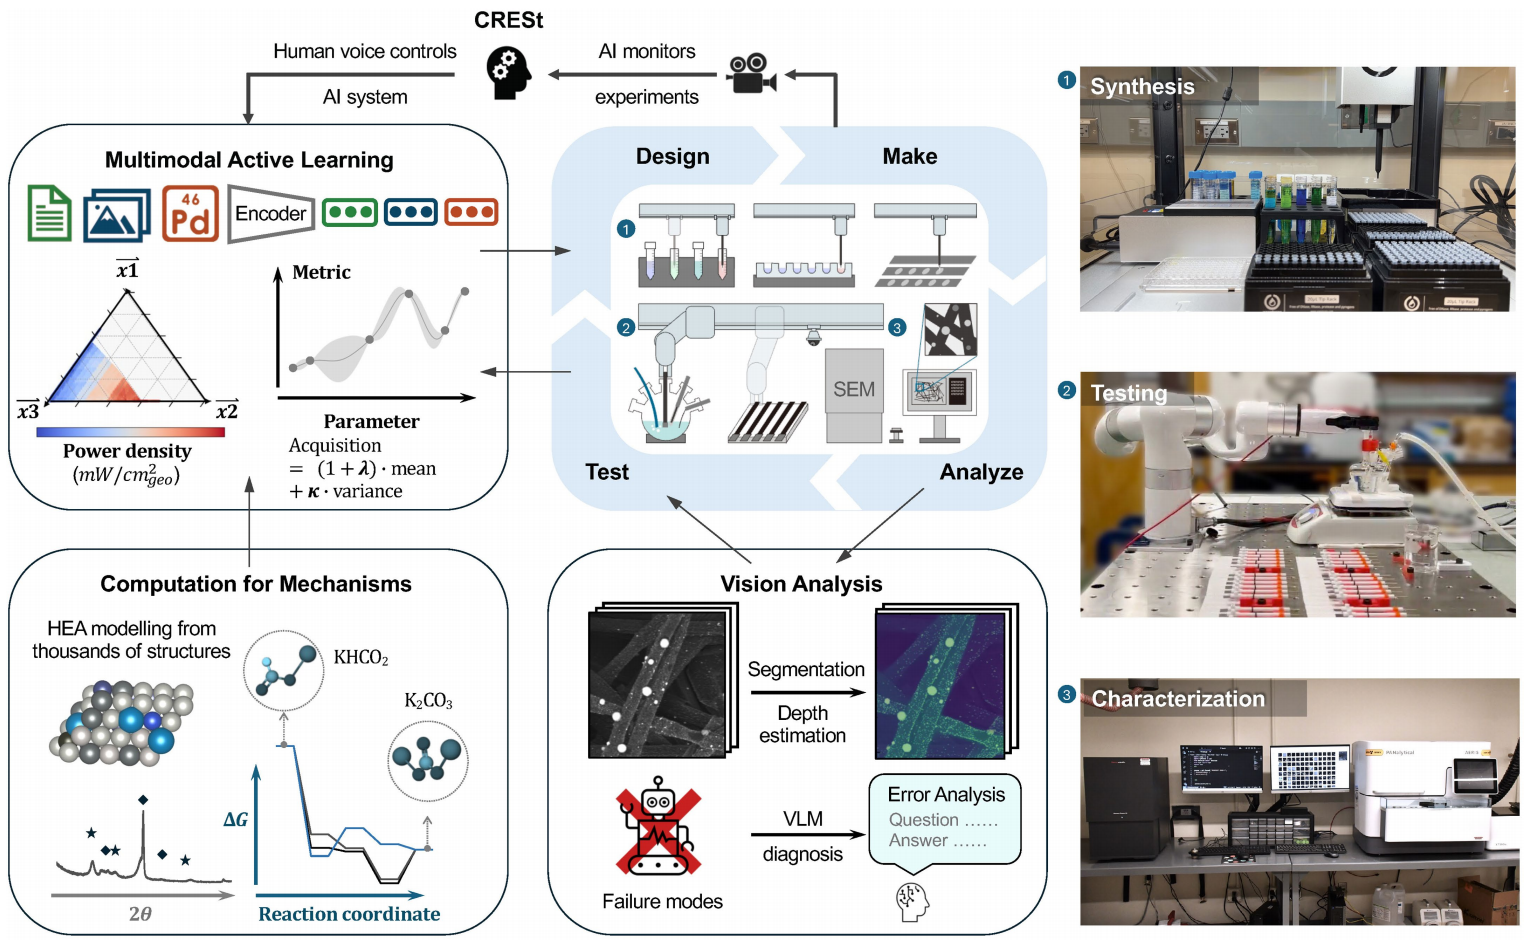 CRESt
Human voice controls
AI system
AI monitors
experiments
Multimodal Active Learning
46
Pd
Encoder
x1
x3
x2
Power density
(mW/cm²geo)
Metric
Parameter
Acquisition
= (1 + λ) · mean
+ κ · variance
Design
Make
1
2
3
SEM
Test
Analyze
Computation for Mechanisms
HEA modelling from
thousands of structures
KHCO₂
K₂CO₃
ΔG
2θ
Reaction coordinate
Vision Analysis
Segmentation
Depth
estimation
VLM
diagnosis
Failure modes
Error Analysis
Question ......
Answer ......
1 Synthesis
2 Testing
3 Characterization